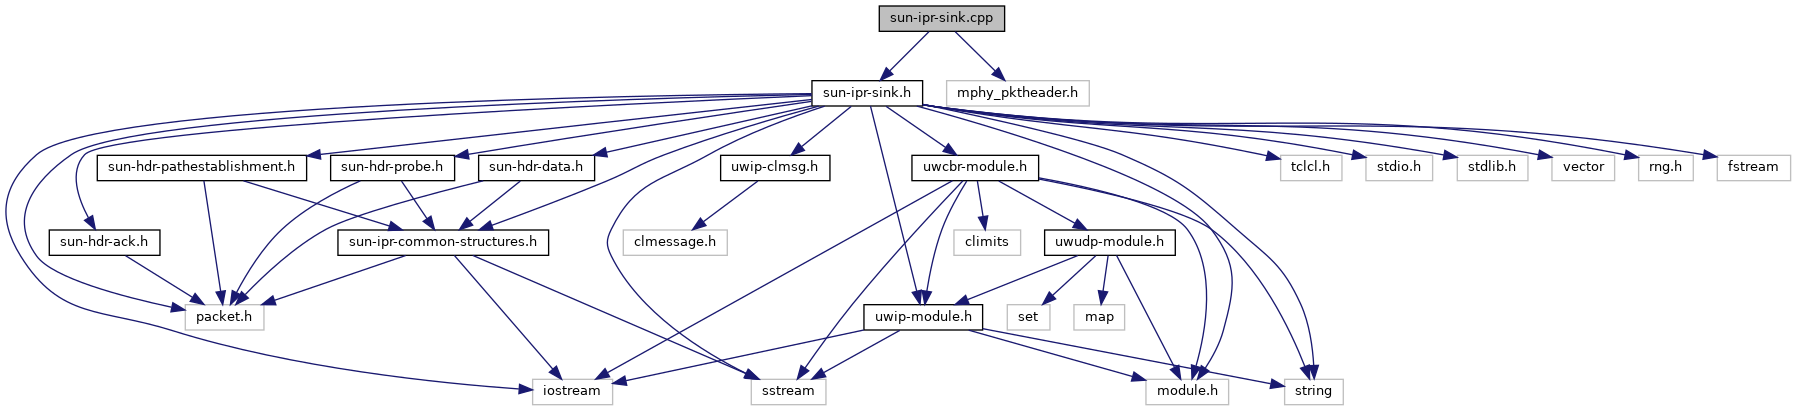 sun-ipr-sink.cpp
sun-ipr-sink.h
mphy_pktheader.h
sun-hdr-pathestablishment.h
sun-hdr-probe.h
sun-hdr-data.h
uwip-clmsg.h
uwcbr-module.h
tclcl.h
stdio.h
stdlib.h
vector
rng.h
fstream
sun-hdr-ack.h
sun-ipr-common-structures.h
clmessage.h
climits
uwudp-module.h
packet.h
uwip-module.h
set
map
iostream
sstream
module.h
string